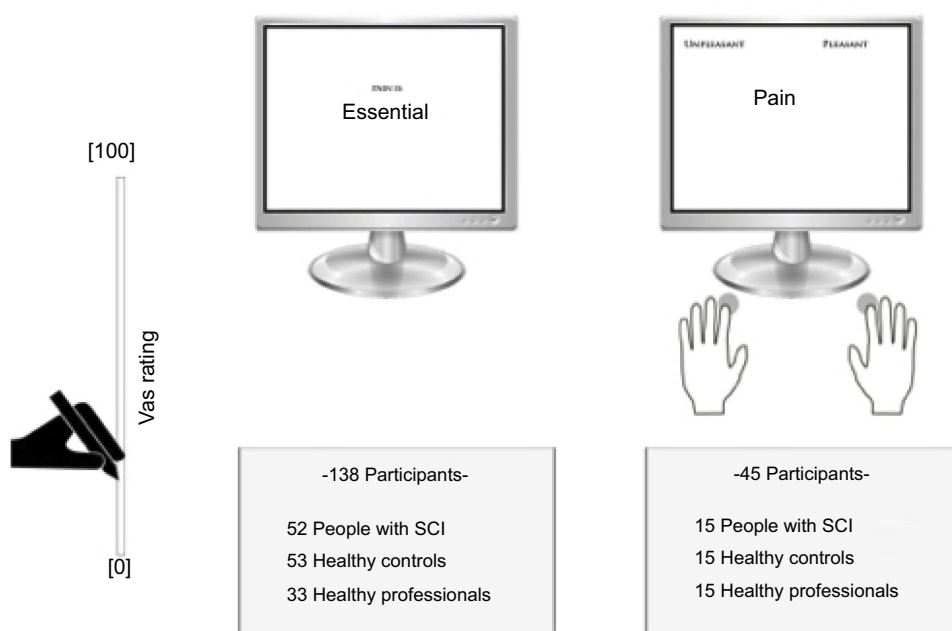 UNPLEASANT PLEASANT
Essential
Pain
[100]
Vas rating
[0]
-138 Participants-
52 People with SCI
53 Healthy controls
33 Healthy professionals
-45 Participants-
15 People with SCI
15 Healthy controls
15 Healthy professionals